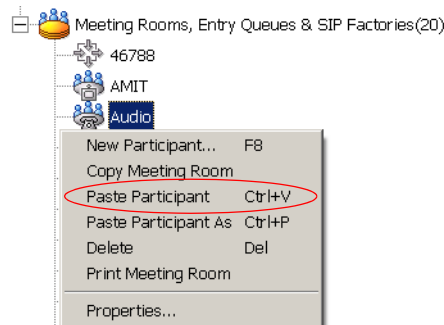 Meeting Rooms, Entry Queues & SIP Factories(20)
46788
AMIT
Audio
New Participant... F8
Copy Meeting Room
Paste Participant Ctrl+V
Paste Participant As Ctrl+P
Delete Del
Print Meeting Room
Properties...